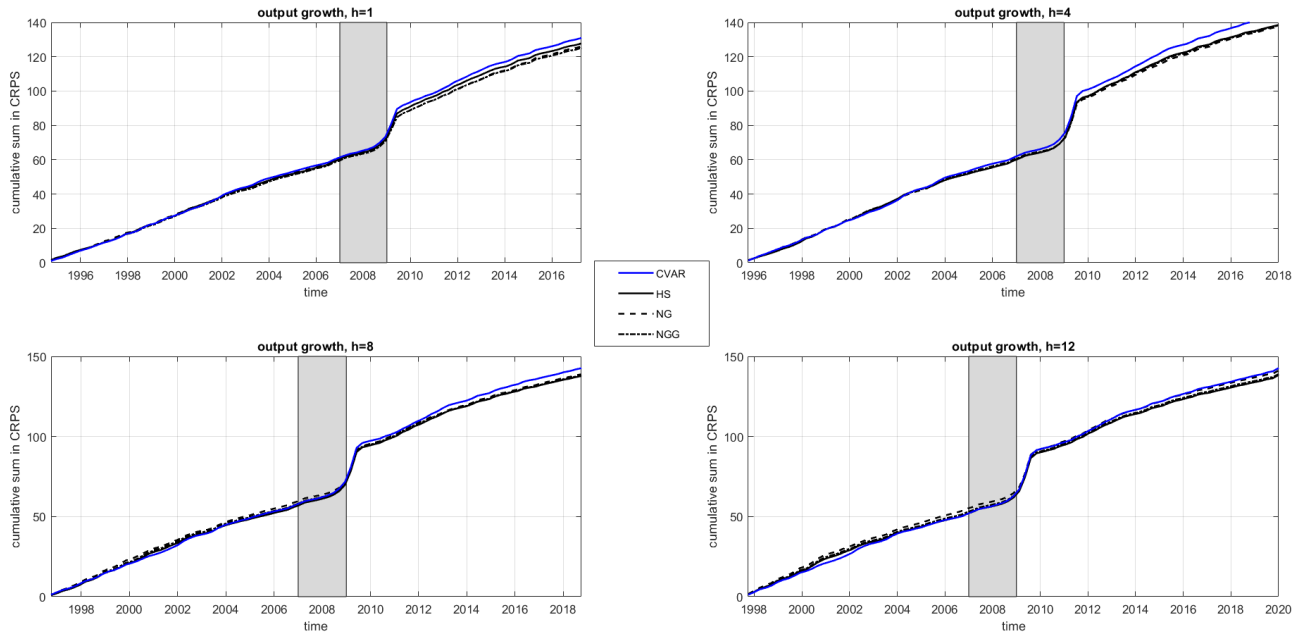 output growth, h=1
cumulative sum in CRPS
140
120
100
80
60
40
20
0
1996 1998 2000 2002 2004 2006 2008 2010 2012 2014 2016
time
output growth, h=4
cumulative sum in CRPS
140
120
100
80
60
40
20
0
1996 1998 2000 2002 2004 2006 2008 2010 2012 2014 2016 2018
time
CVAR
HS
NG
NGG
output growth, h=8
cumulative sum in CRPS
150
100
50
0
1998 2000 2002 2004 2006 2008 2010 2012 2014 2016 2018
time
output growth, h=12
cumulative sum in CRPS
150
100
50
0
1998 2000 2002 2004 2006 2008 2010 2012 2014 2016 2018 2020
time